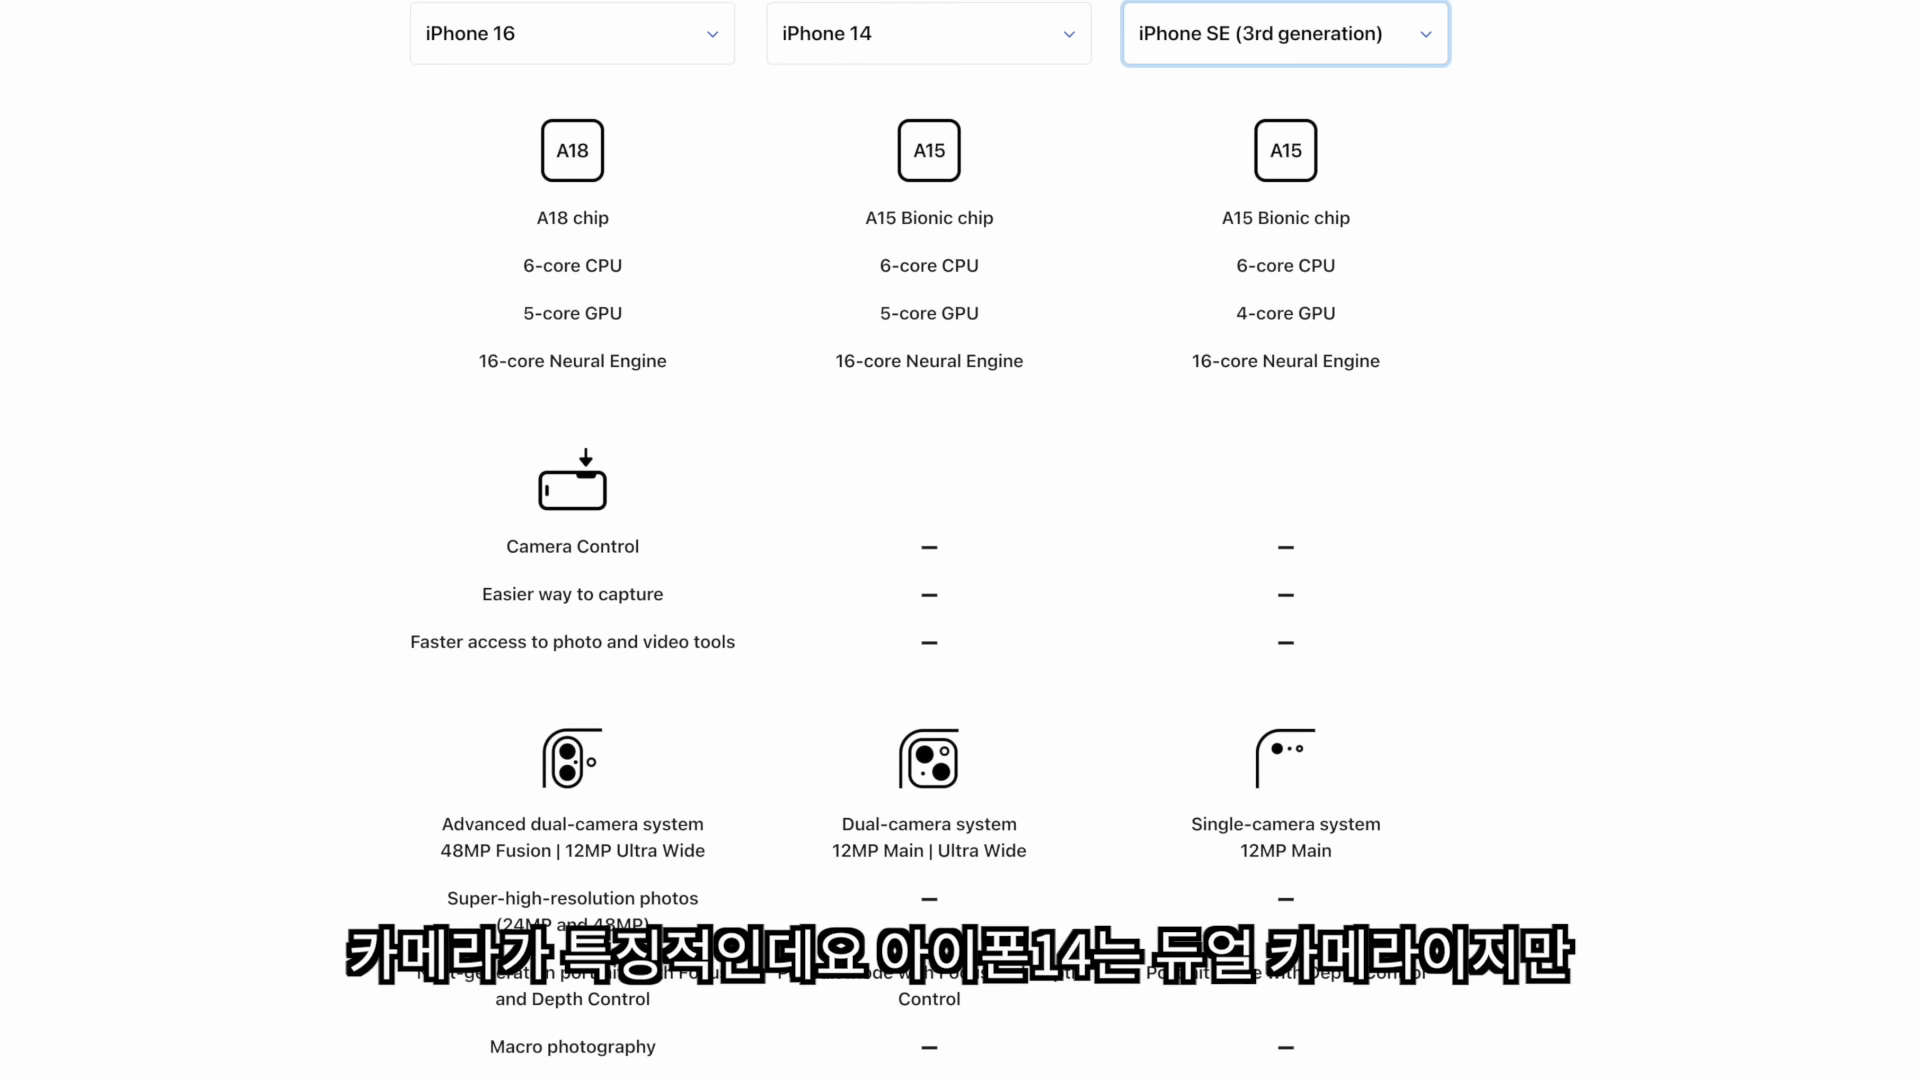 iPhone 16
iPhone 14
iPhone SE (3rd generation)
A18
A15
A15
A18 chip
A15 Bionic chip
A15 Bionic chip
6-core CPU
6-core CPU
6-core CPU
5-core GPU
5-core GPU
4-core GPU
16-core Neural Engine
16-core Neural Engine
16-core Neural Engine
Camera Control
—
—
Easier way to capture
—
—
Faster access to photo and video tools
—
—
Advanced dual-camera system
48MP Fusion | 12MP Ultra Wide
Dual-camera system
12MP Main | Ultra Wide
Single-camera system
12MP Main
Super-high-resolution photos
(24MP and 48MP)
—
—
카메라가 특징적인데요 아이폰14는 듀얼 카메라이지만
and Depth Control
Control
Macro photography
—
—